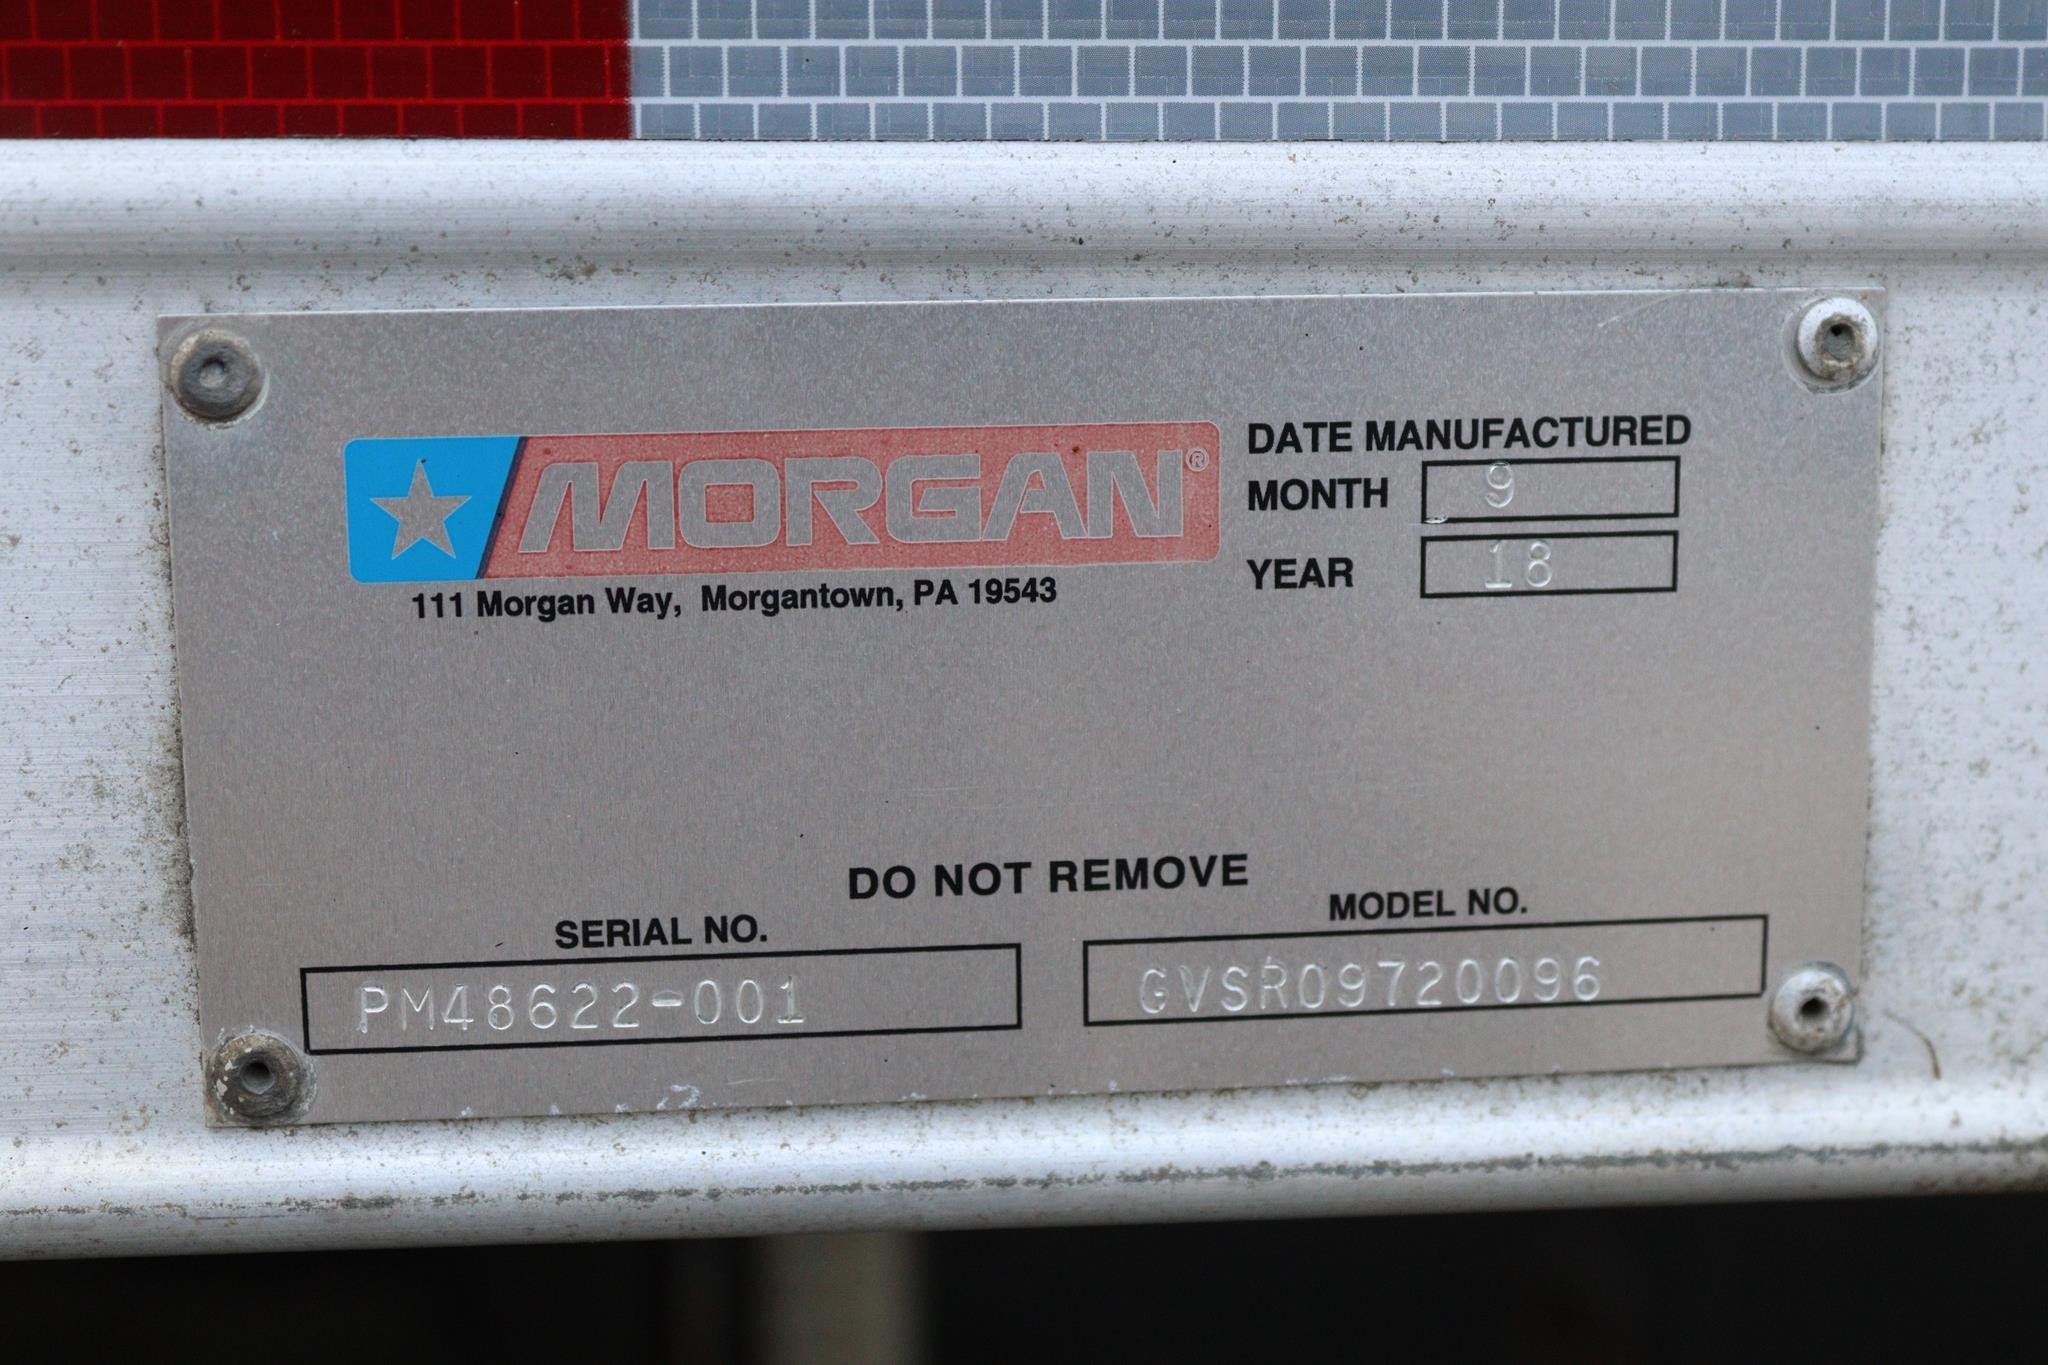 MORGAN®
111 Morgan Way, Morgantown, PA 19543
DATE MANUFACTURED
MONTH 9
YEAR 18
DO NOT REMOVE
SERIAL NO.
PM48622-001
MODEL NO.
GVSR09720096